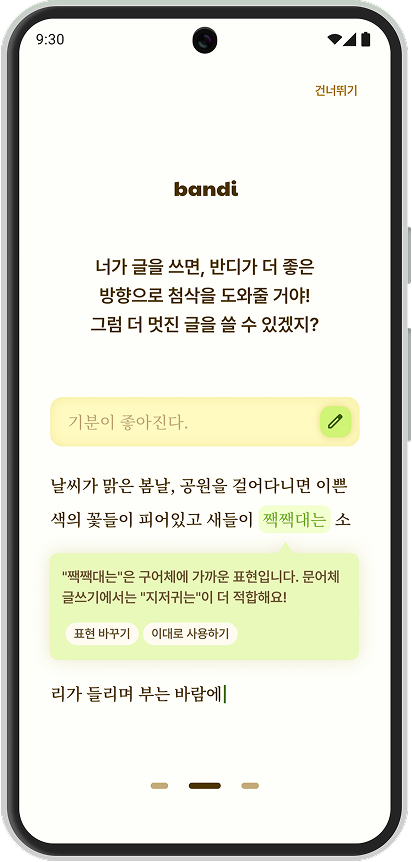 9:30
건너뛰기
bandi
너가 글을 쓰면, 반디가 더 좋은
방향으로 첨삭을 도와줄 거야!
그럼 더 멋진 글을 쓸 수 있겠지?
기분이 좋아진다.
날씨가 맑은 봄날, 공원을 걸어다니면 이쁜
색의 꽃들이 피어있고 새들이 짹짹대는 소
"짹짹대는"은 구어체에 가까운 표현입니다. 문어체
글쓰기에서는 "지저귀는"이 더 적합해요!
표현 바꾸기 이대로 사용하기
리가 들리며 부는 바람에